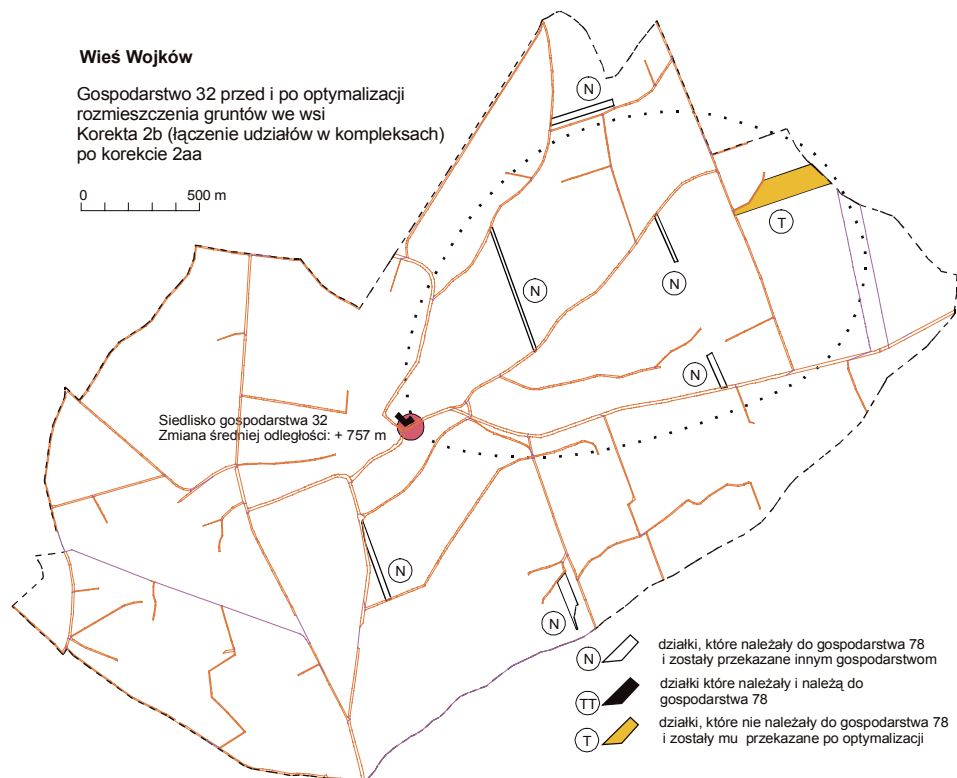 Wieś Wojków
Gospodarstwo 32 przed i po optymalizacji
rozmieszczenia gruntów we wsi
Korekta 2b (łączenie udziałów w kompleksach)
po korekcie 2aa
0 500 m
N
T
N
N
N
Siedlisko gospodarstwa 32
Zmiana średniej odległości: + 757 m
N
N
N działki, które należały do gospodarstwa 78
i zostały przekazane innym gospodarstwom
TT działki które należały i należą do
gospodarstwa 78
T działki, które nie należały do gospodarstwa 78
i zostały mu przekazane po optymalizacji